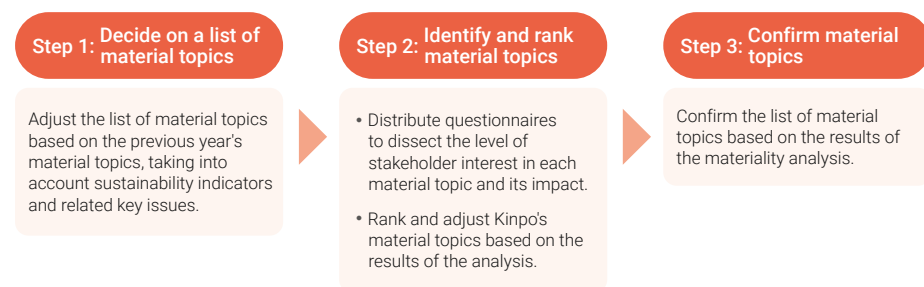 Step 1: Decide on a list of
material topics
Adjust the list of material topics
based on the previous year's
material topics, taking into
account sustainability indicators
and related key issues.
Step 2: Identify and rank
material topics
• Distribute questionnaires
to dissect the level of
stakeholder interest in each
material topic and its impact.
• Rank and adjust Kinpo's
material topics based on the
results of the analysis.
Step 3: Confirm material
topics
Confirm the list of material
topics based on the results of
the materiality analysis.